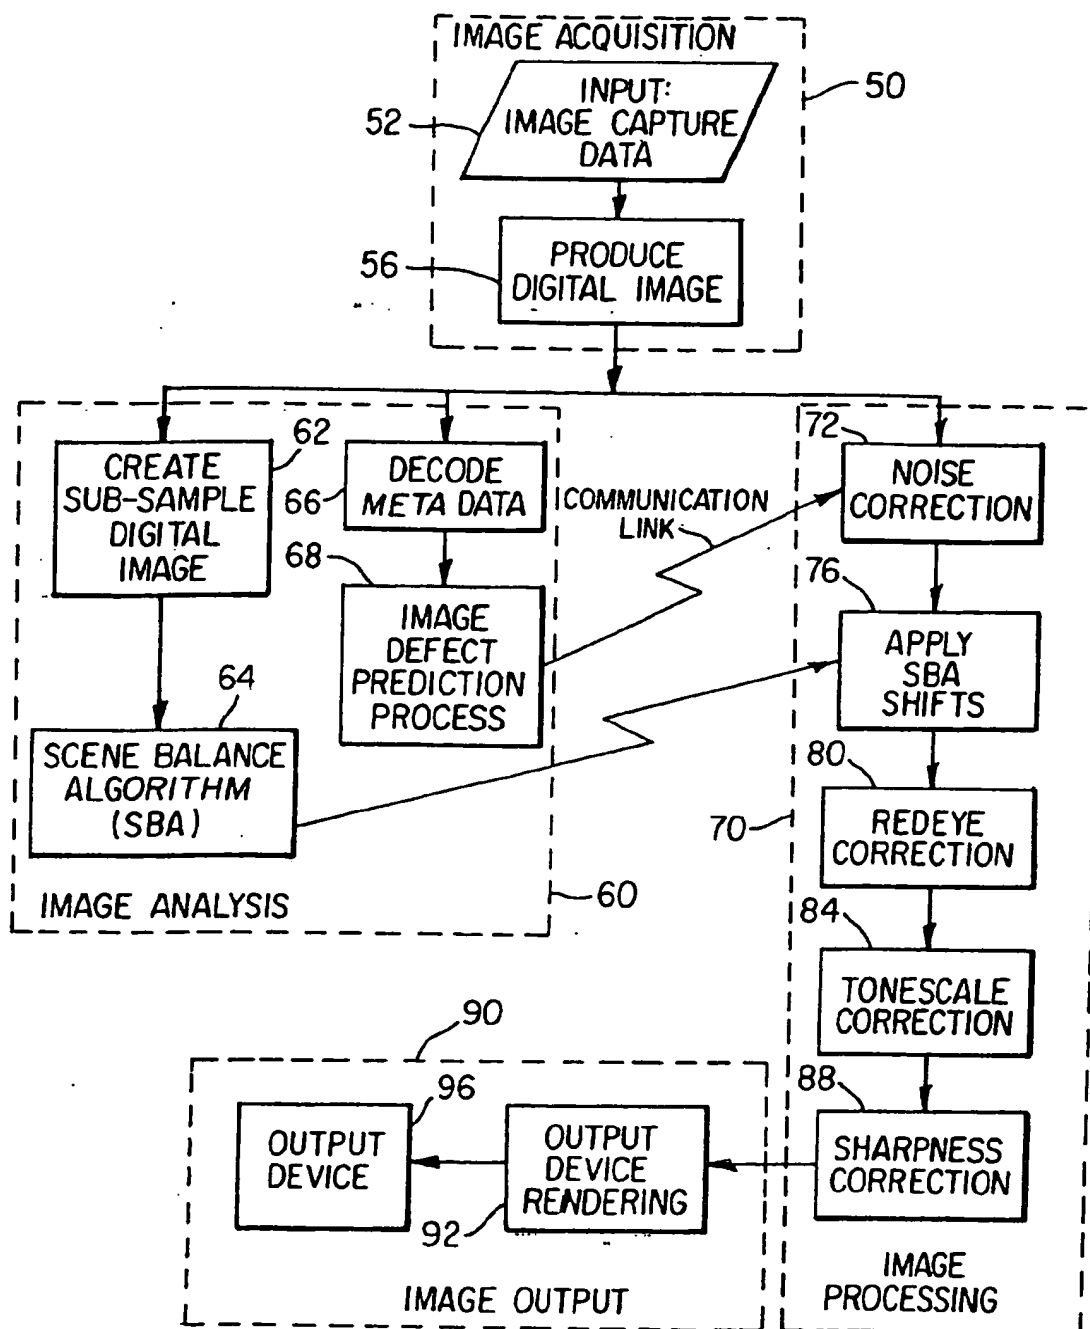 IMAGE ACQUISITION
50
52
INPUT:
IMAGE CAPTURE
DATA
56
PRODUCE
DIGITAL IMAGE
62
CREATE
SUB-SAMPLE
DIGITAL
IMAGE
66
DECODE
META DATA
68
IMAGE
DEFECT
PREDICTION
PROCESS
64
SCENE BALANCE
ALGORITHM
(SBA)
IMAGE ANALYSIS
60
COMMUNICATION
LINK
72
NOISE
CORRECTION
76
APPLY
SBA
SHIFTS
70
80
REDEYE
CORRECTION
84
TONESCALE
CORRECTION
88
SHARPNESS
CORRECTION
IMAGE
PROCESSING
90
96
OUTPUT
DEVICE
92
OUTPUT
DEVICE
RENDERING
IMAGE OUTPUT